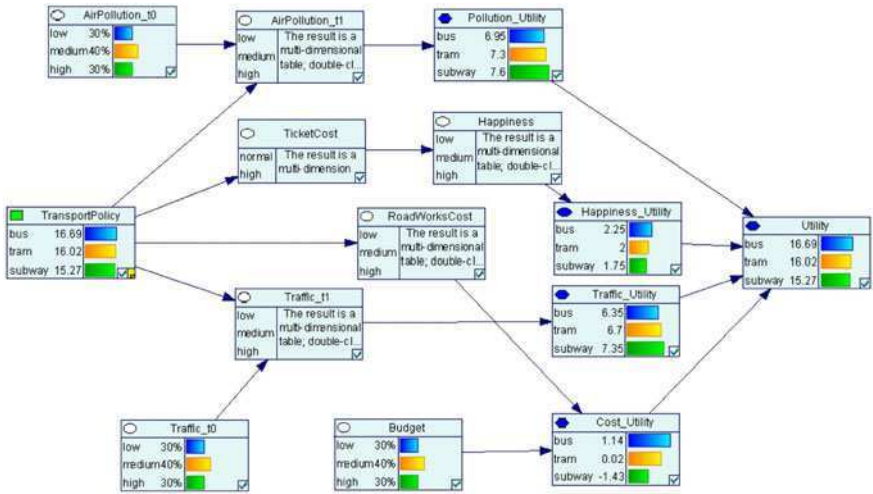 AirPollution_t0
low 30%
medium 40%
high 30%
AirPollution_t1
low
medium
high
The result is a
multi-dimensional
table; double-cl...
Pollution_Utility
bus 6.95
tram 7.3
subway 7.6
TicketCost
normal
high
The result is a
multi-dimension
Happiness
low
medium
high
The result is a
multi-dimensional
table; double-cl...
TransportPolicy
bus 16.69
tram 16.02
subway 15.27
RoadWorksCost
low
medium
high
The result is a
multi-dimensional
table; double-cl...
Happiness_Utility
bus 2.25
tram 2
subway 1.75
Utility
bus 16.69
tram 16.02
subway 15.27
Traffic_t1
low
medium
high
The result is a
multi-dimensional
table; double-cl...
Traffic_Utility
bus 6.35
tram 6.7
subway 7.35
Traffic_t0
low 30%
medium 40%
high 30%
Budget
low 30%
medium 40%
high 30%
Cost_Utility
bus 1.14
tram 0.02
subway -1.43